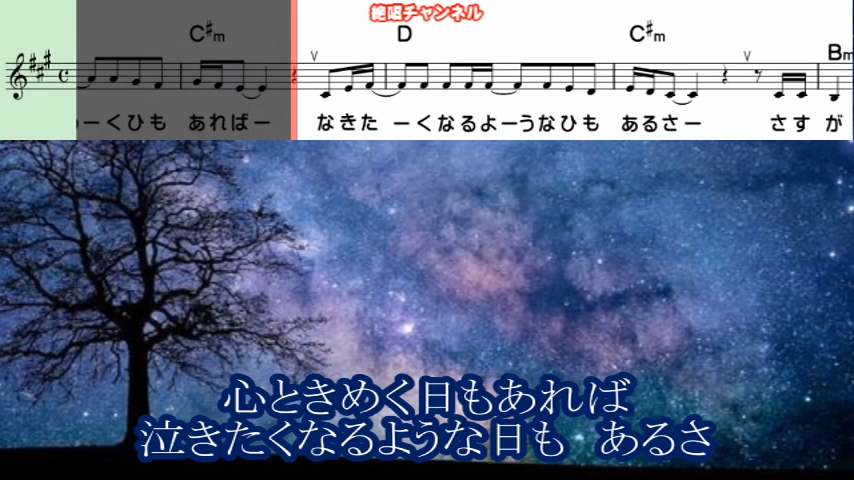 絶唱チャンネル
C#m D C#m Bm
ーくひも あればー なきた ーくなるよーうなひも あるさー さす が
心ときめく日もあれば
泣きたくなるような日も あるさ